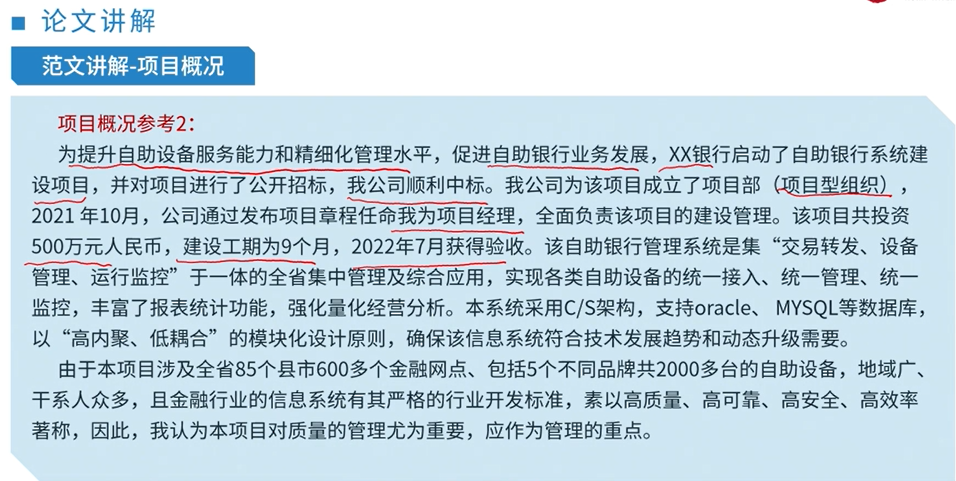 论文讲解
范文讲解-项目概况
项目概况参考2：
为提升自助设备服务能力和精细化管理水平，促进自助银行业务发展，XX银行启动了自助银行系统建
设项目，并对项目进行了公开招标，我公司顺利中标。我公司为该项目成立了项目部（项目型组织），
2021年10月，公司通过发布项目章程任命我为项目经理，全面负责该项目的建设管理。该项目共投资
500万元人民币，建设工期为9个月，2022年7月获得验收。该自助银行管理系统是集“交易转发、设备
管理、运行监控”于一体的全省集中管理及综合应用，实现各类自助设备的统一接入、统一管理、统一
监控，丰富了报表统计功能，强化量化经营分析。本系统采用C/S架构，支持oracle、MYSQL等数据库，
以“高内聚、低耦合”的模块化设计原则，确保该信息系统符合技术发展趋势和动态升级需要。
由于本项目涉及全省85个县市600多个金融网点、包括5个不同品牌共2000多台的自助设备，地域广、
干系人众多，且金融行业的信息系统有其严格的行业开发标准，素以高质量、高可靠、高安全、高效率
著称，因此，我认为本项目对质量的管理尤为重要，应作为管理的重点。